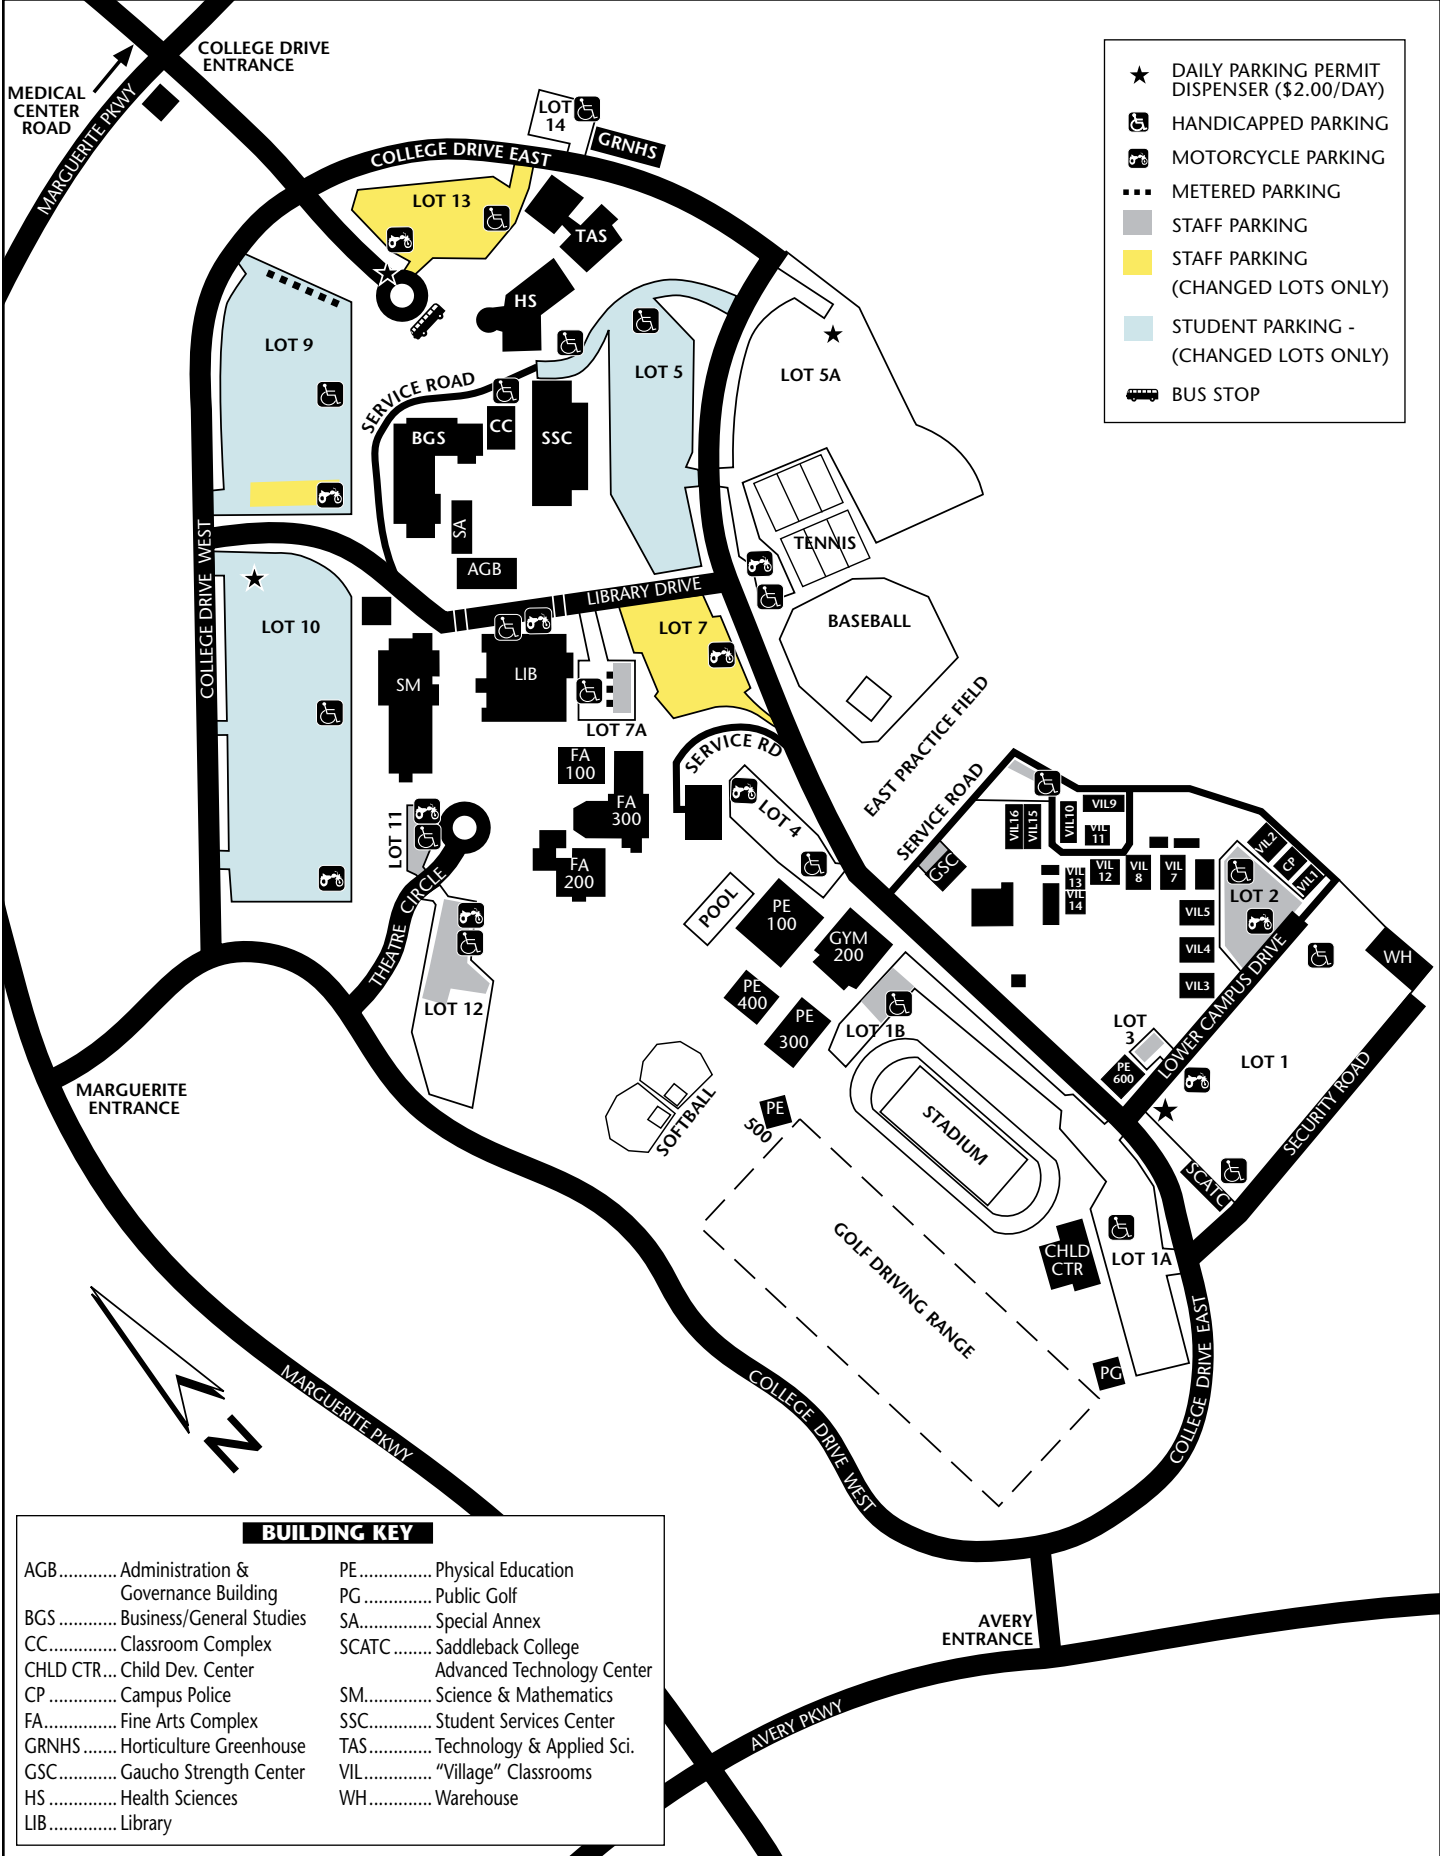 COLLEGE DRIVE
ENTRANCE
MEDICAL
CENTER
ROAD
MARGUERITE PKWY
LOT
14
GRNHS
COLLEGE DRIVE EAST
LOT 13
TAS
HS
LOT 9
SERVICE ROAD
LOT 5
LOT 5A
BGS
CC
SSC
SA
AGB
TENNIS
COLLEGE DRIVE WEST
LIBRARY DRIVE
LOT 10
LOT 7
BASEBALL
SM
LIB
LOT 7A
EAST PRACTICE FIELD
SERVICE RD
FA
100
FA
300
FA
200
LOT 11
LOT 4
SERVICE ROAD
GSC
VIL16
VIL15
VIL10
VIL9
VIL
11
VIL
12
VIL
8
VIL
7
VIL
13
VIL
14
VIL2
CP
VIL1
LOT 2
VIL5
VIL4
VIL3
WH
POOL
PE
100
GYM
200
PE
400
PE
300
LOT 1B
THEATRE CIRCLE
LOT 12
LOT
3
PE
600
LOWER CAMPUS DRIVE
LOT 1
SECURITY ROAD
SCATC
MARGUERITE
ENTRANCE
SOFTBALL
PE
500
STADIUM
GOLF DRIVING RANGE
CHLD
CTR
LOT 1A
PG
COLLEGE DRIVE EAST
COLLEGE DRIVE WEST
MARGUERITE PKWY
N
AVERY
ENTRANCE
AVERY PKWY
DAILY PARKING PERMIT
DISPENSER ($2.00/DAY)
HANDICAPPED PARKING
MOTORCYCLE PARKING
METERED PARKING
STAFF PARKING
STAFF PARKING
(CHANGED LOTS ONLY)
STUDENT PARKING -
(CHANGED LOTS ONLY)
BUS STOP
BUILDING KEY
AGB............ Administration &
Governance Building
BGS ............ Business/General Studies
CC.............. Classroom Complex
CHLD CTR... Child Dev. Center
CP .............. Campus Police
FA............... Fine Arts Complex
GRNHS ....... Horticulture Greenhouse
GSC............ Gaucho Strength Center
HS .............. Health Sciences
LIB.............. Library
PE............... Physical Education
PG .............. Public Golf
SA............... Special Annex
SCATC ........ Saddleback College
Advanced Technology Center
SM.............. Science & Mathematics
SSC............. Student Services Center
TAS............. Technology & Applied Sci.
VIL.............. “Village” Classrooms
WH............. Warehouse